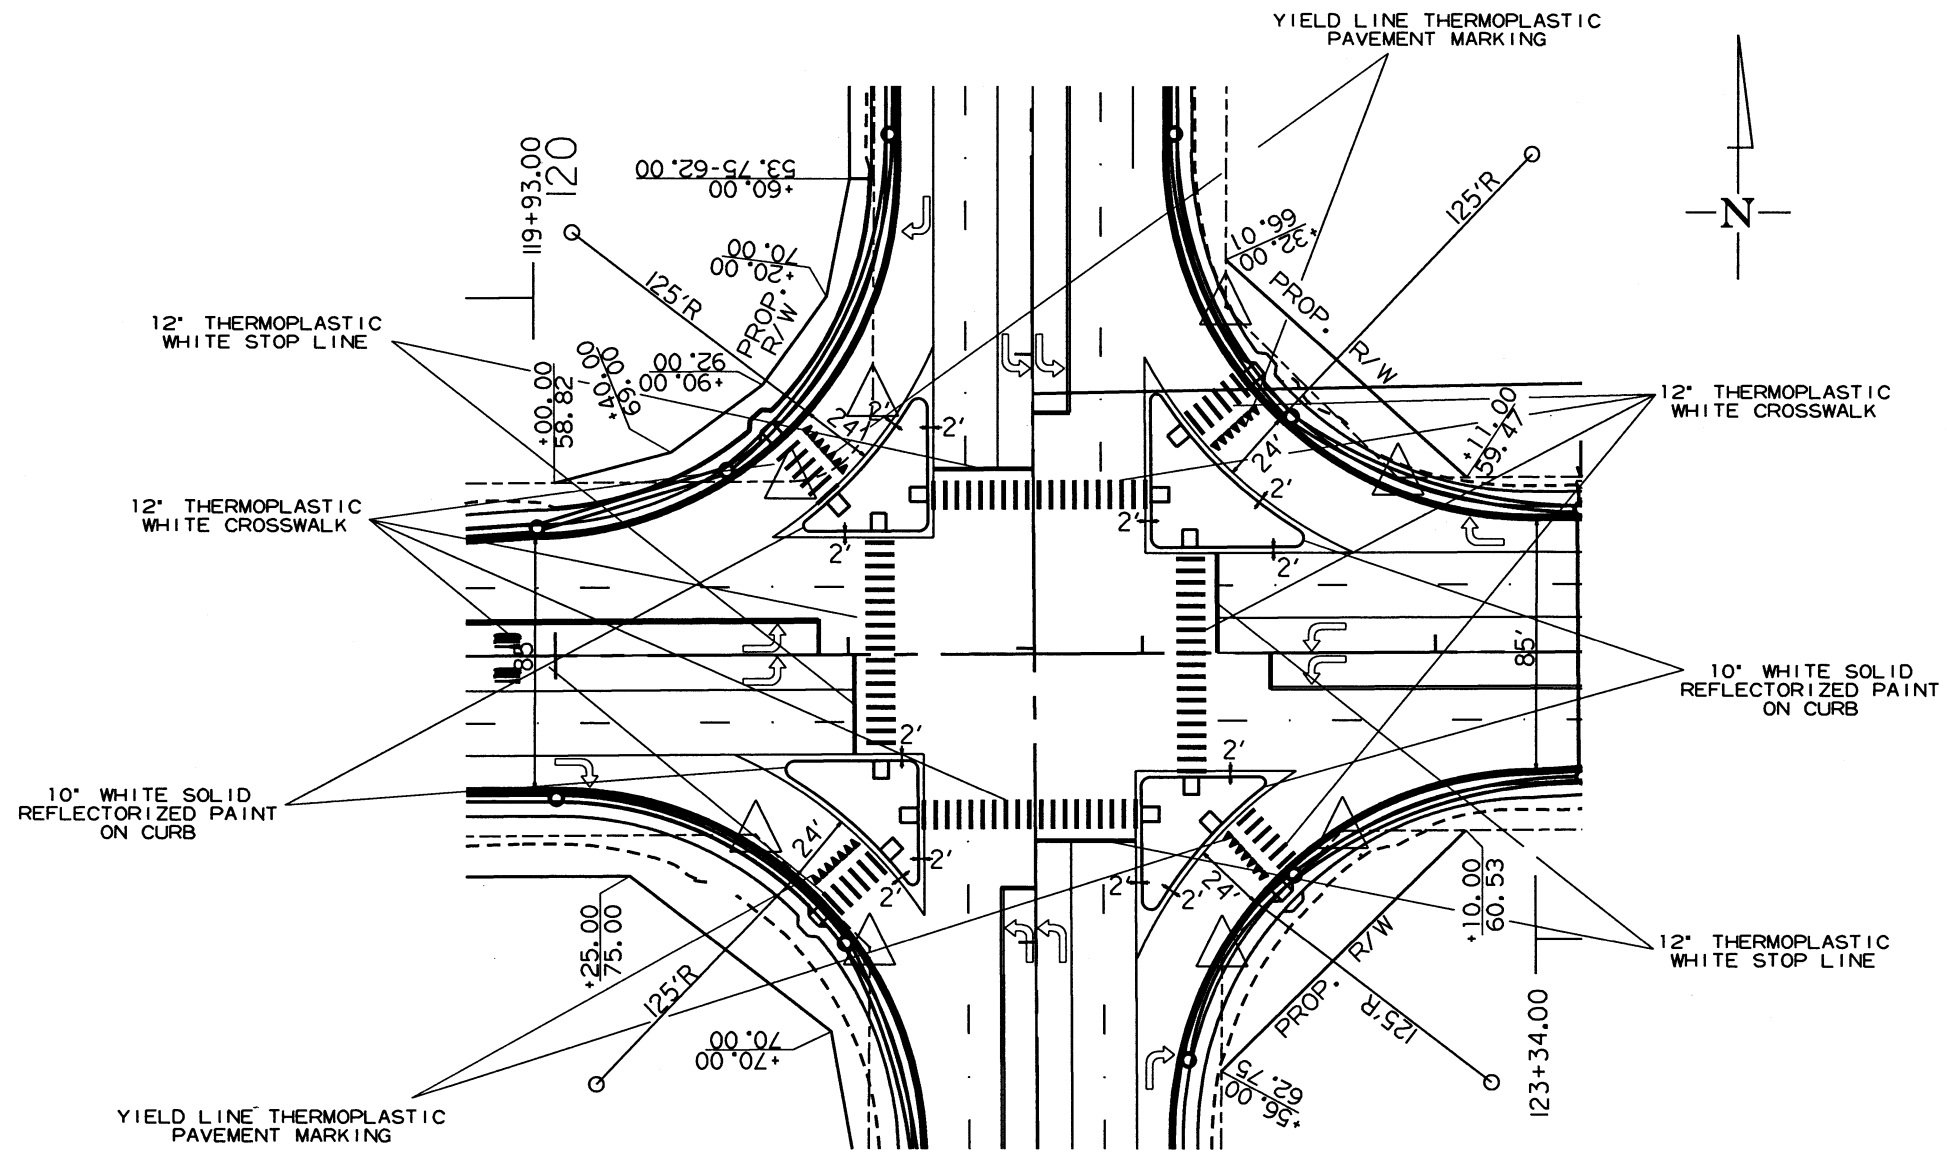 YIELD LINE THERMOPLASTIC
PAVEMENT MARKING
N
119+93.00
120
53.75-62.00
+60.00
70.00
+20.00
125'R
PROP.
R/W
92.00
+90.00
69.00
+40.00
+00.00
58.82
12" THERMOPLASTIC
WHITE STOP LINE
125'R
66.01
+32.00
PROP.
R/W
+11.00
59.47
12" THERMOPLASTIC
WHITE CROSSWALK
24'
2'
2'
24'
2'
12" THERMOPLASTIC
WHITE CROSSWALK
2'
2'
2'
85'
10" WHITE SOLID
REFLECTORIZED PAINT
ON CURB
2'
2'
10" WHITE SOLID
REFLECTORIZED PAINT
ON CURB
24'
2'
2'
2'
2'
24'
+25.00
75.00
125'R
70.00
+70.00
+10.00
60.53
R/W
PROP.
125'R
12" THERMOPLASTIC
WHITE STOP LINE
123+34.00
+56.00
62.75
YIELD LINE THERMOPLASTIC
PAVEMENT MARKING